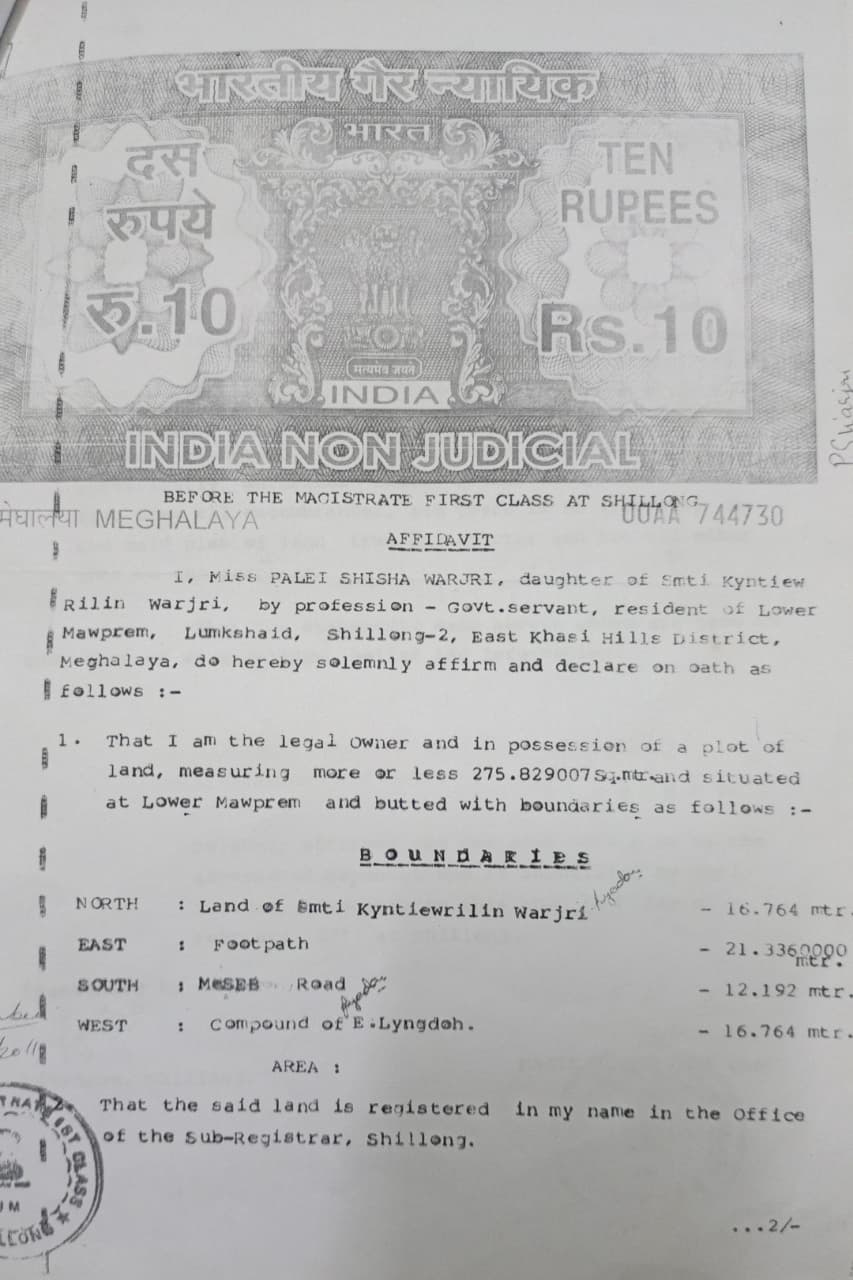 भारतीय गैर न्यायिक
भारत
दस
रुपये
रु.10
TEN
RUPEES
Rs.10
सत्यमेव जयते
INDIA
INDIA NON JUDICIAL
BEFORE THE MAGISTRATE FIRST CLASS AT SHILLONG
मेघालया MEGHALAYA
00AA 744730
AFFIDAVIT
I, Miss PALEI SHISHA WARJRI, daughter of Smti Kyntiew
Rilin Warjri, by profession - Govt.servant, resident of Lower
Mawprem, Lumkshaid, Shillong-2, East Khasi Hills District,
Meghalaya, do hereby solemnly affirm and declare on oath as
follows :-
1. That I am the legal Owner and in possession of a plot of
land, measuring more or less 275.829007Sq.mtr.and situated
at Lower Mawprem and butted with boundaries as follows :-
BOUNDARIES
NORTH : Land of Smti Kyntiewrilin Warjri - 16.764 mtr.
EAST : Footpath - 21.3360000 mtr.
SOUTH : MeSEB Road - 12.192 mtr.
WEST : Compound of E.Lyngdoh. - 16.764 mtr.
AREA :
2. That the said land is registered in my name in the Office
of the Sub-Registrar, Shillong.
1ST CLASS
...2/-